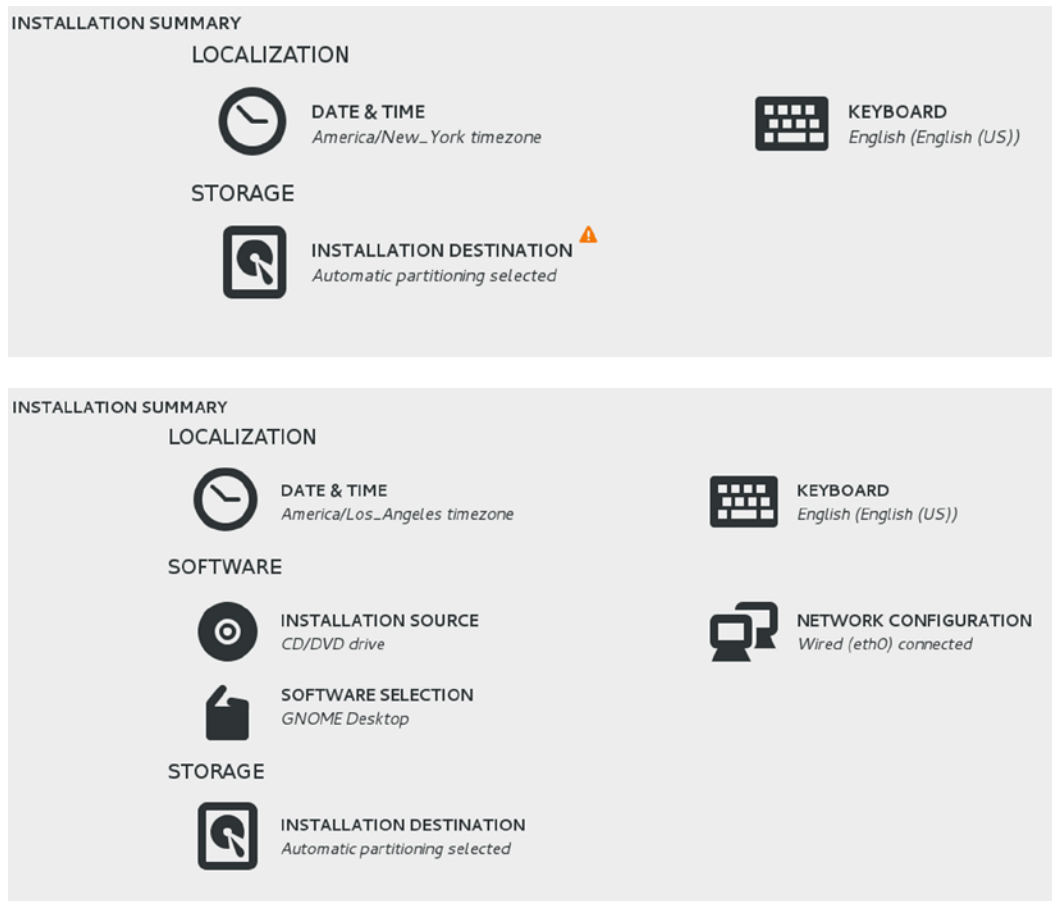 INSTALLATION SUMMARY
LOCALIZATION
DATE & TIME
America/New_York timezone
KEYBOARD
English (English (US))
STORAGE
INSTALLATION DESTINATION
Automatic partitioning selected
INSTALLATION SUMMARY
LOCALIZATION
DATE & TIME
America/Los_Angeles timezone
KEYBOARD
English (English (US))
SOFTWARE
INSTALLATION SOURCE
CD/DVD drive
NETWORK CONFIGURATION
Wired (eth0) connected
SOFTWARE SELECTION
GNOME Desktop
STORAGE
INSTALLATION DESTINATION
Automatic partitioning selected